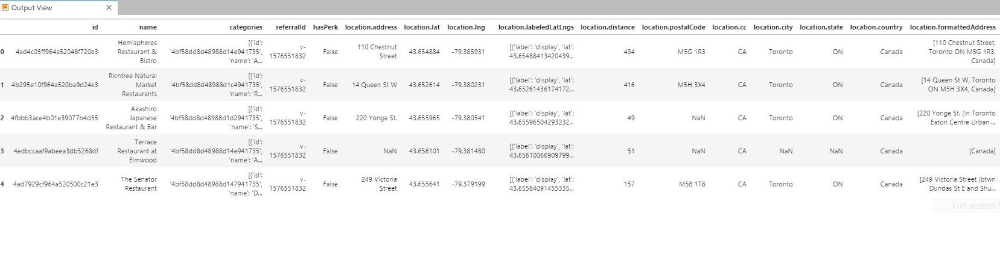 Output View
id name categories referralId hasPerk location.address location.lat location.lng location.labeledLatLngs location.distance location.postalCode location.cc location.city location.state location.country location.formattedAddress
Hemispheres [{'id': 110 Chestnut [{'label': 'display', 'lat': [110 Chestnut Street,
0 4ad4c05ff964a52048f720e3 Restaurant & '4bf58dd8d48988d14e941735', v- False 43.654884 -79.385931 434 M5G 1R3 CA Toronto ON Canada Toronto ON M5G 1R3,
Bistro 'name': 'A... 1576551832 Street 43.65488413420439... Canada]
Richtree Natural [{'id': [{'label': 'display', 'lat': [14 Queen St W, Toronto
1 4b295e10f964a520ba9d24e3 Market '4bf58dd8d48988d1c4941735', v- False 14 Queen St W 43.652614 -79.380231 416 M5H 3X4 CA Toronto ON Canada
Restaurants 'name': 'R... 1576551832 43.65261436174172... ON M5H 3X4, Canada]
Akashiro [{'id': [{'label': 'display', 'lat': [220 Yonge St. (in Toronto
2 4fbbb3ace4b01e39077b4d55 Japanese '4bf58dd8d48988d1d2941735', v- False 220 Yonge St. 43.655965 -79.380541 49 NaN CA Toronto ON Canada
Restaurant & Bar 'name': 'S... 1576551832 43.65596504293232... Eaton Centre Urban ...
Terrace [{'id': [{'label': 'display', 'lat':
3 4edbccaaf9abeea3db5268df Restaurant at '4bf58dd8d48988d14e941735', v- False NaN 43.656101 -79.381480 51 NaN CA NaN NaN Canada [Canada]
Elmwood 'name': 'A... 1576551832 43.65610066909799...
The Senator [{'id': 249 Victoria [{'label': 'display', 'lat': [249 Victoria Street (btwn
4 4ad7929cf964a520500c21e3 Restaurant '4bf58dd8d48988d147941735', v- False 43.655641 -79.379199 157 M5B 1T8 CA Toronto ON Canada
'name': 'D... 1576551832 Street 43.65564091455335... Dundas St E and Shu...
Full-screen S